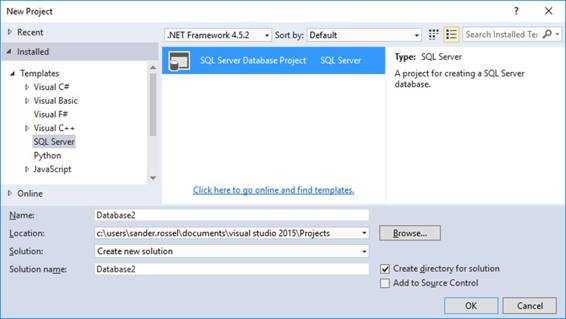 New Project
? ×
Recent
.NET Framework 4.5.2
Sort by:
Default
Search Installed Te
Installed
Templates
Visual C#
Visual Basic
Visual F#
Visual C++
SQL Server
Python
JavaScript
Online
SQL Server Database Project
SQL Server
Type: SQL Server
A project for creating a SQL Server
database.
Click here to go online and find templates.
Name:
Database2
Location:
c:\users\sander.rossel\documents\visual studio 2015\Projects
Browse...
Solution:
Create new solution
Solution name:
Database2
Create directory for solution
Add to Source Control
OK
Cancel